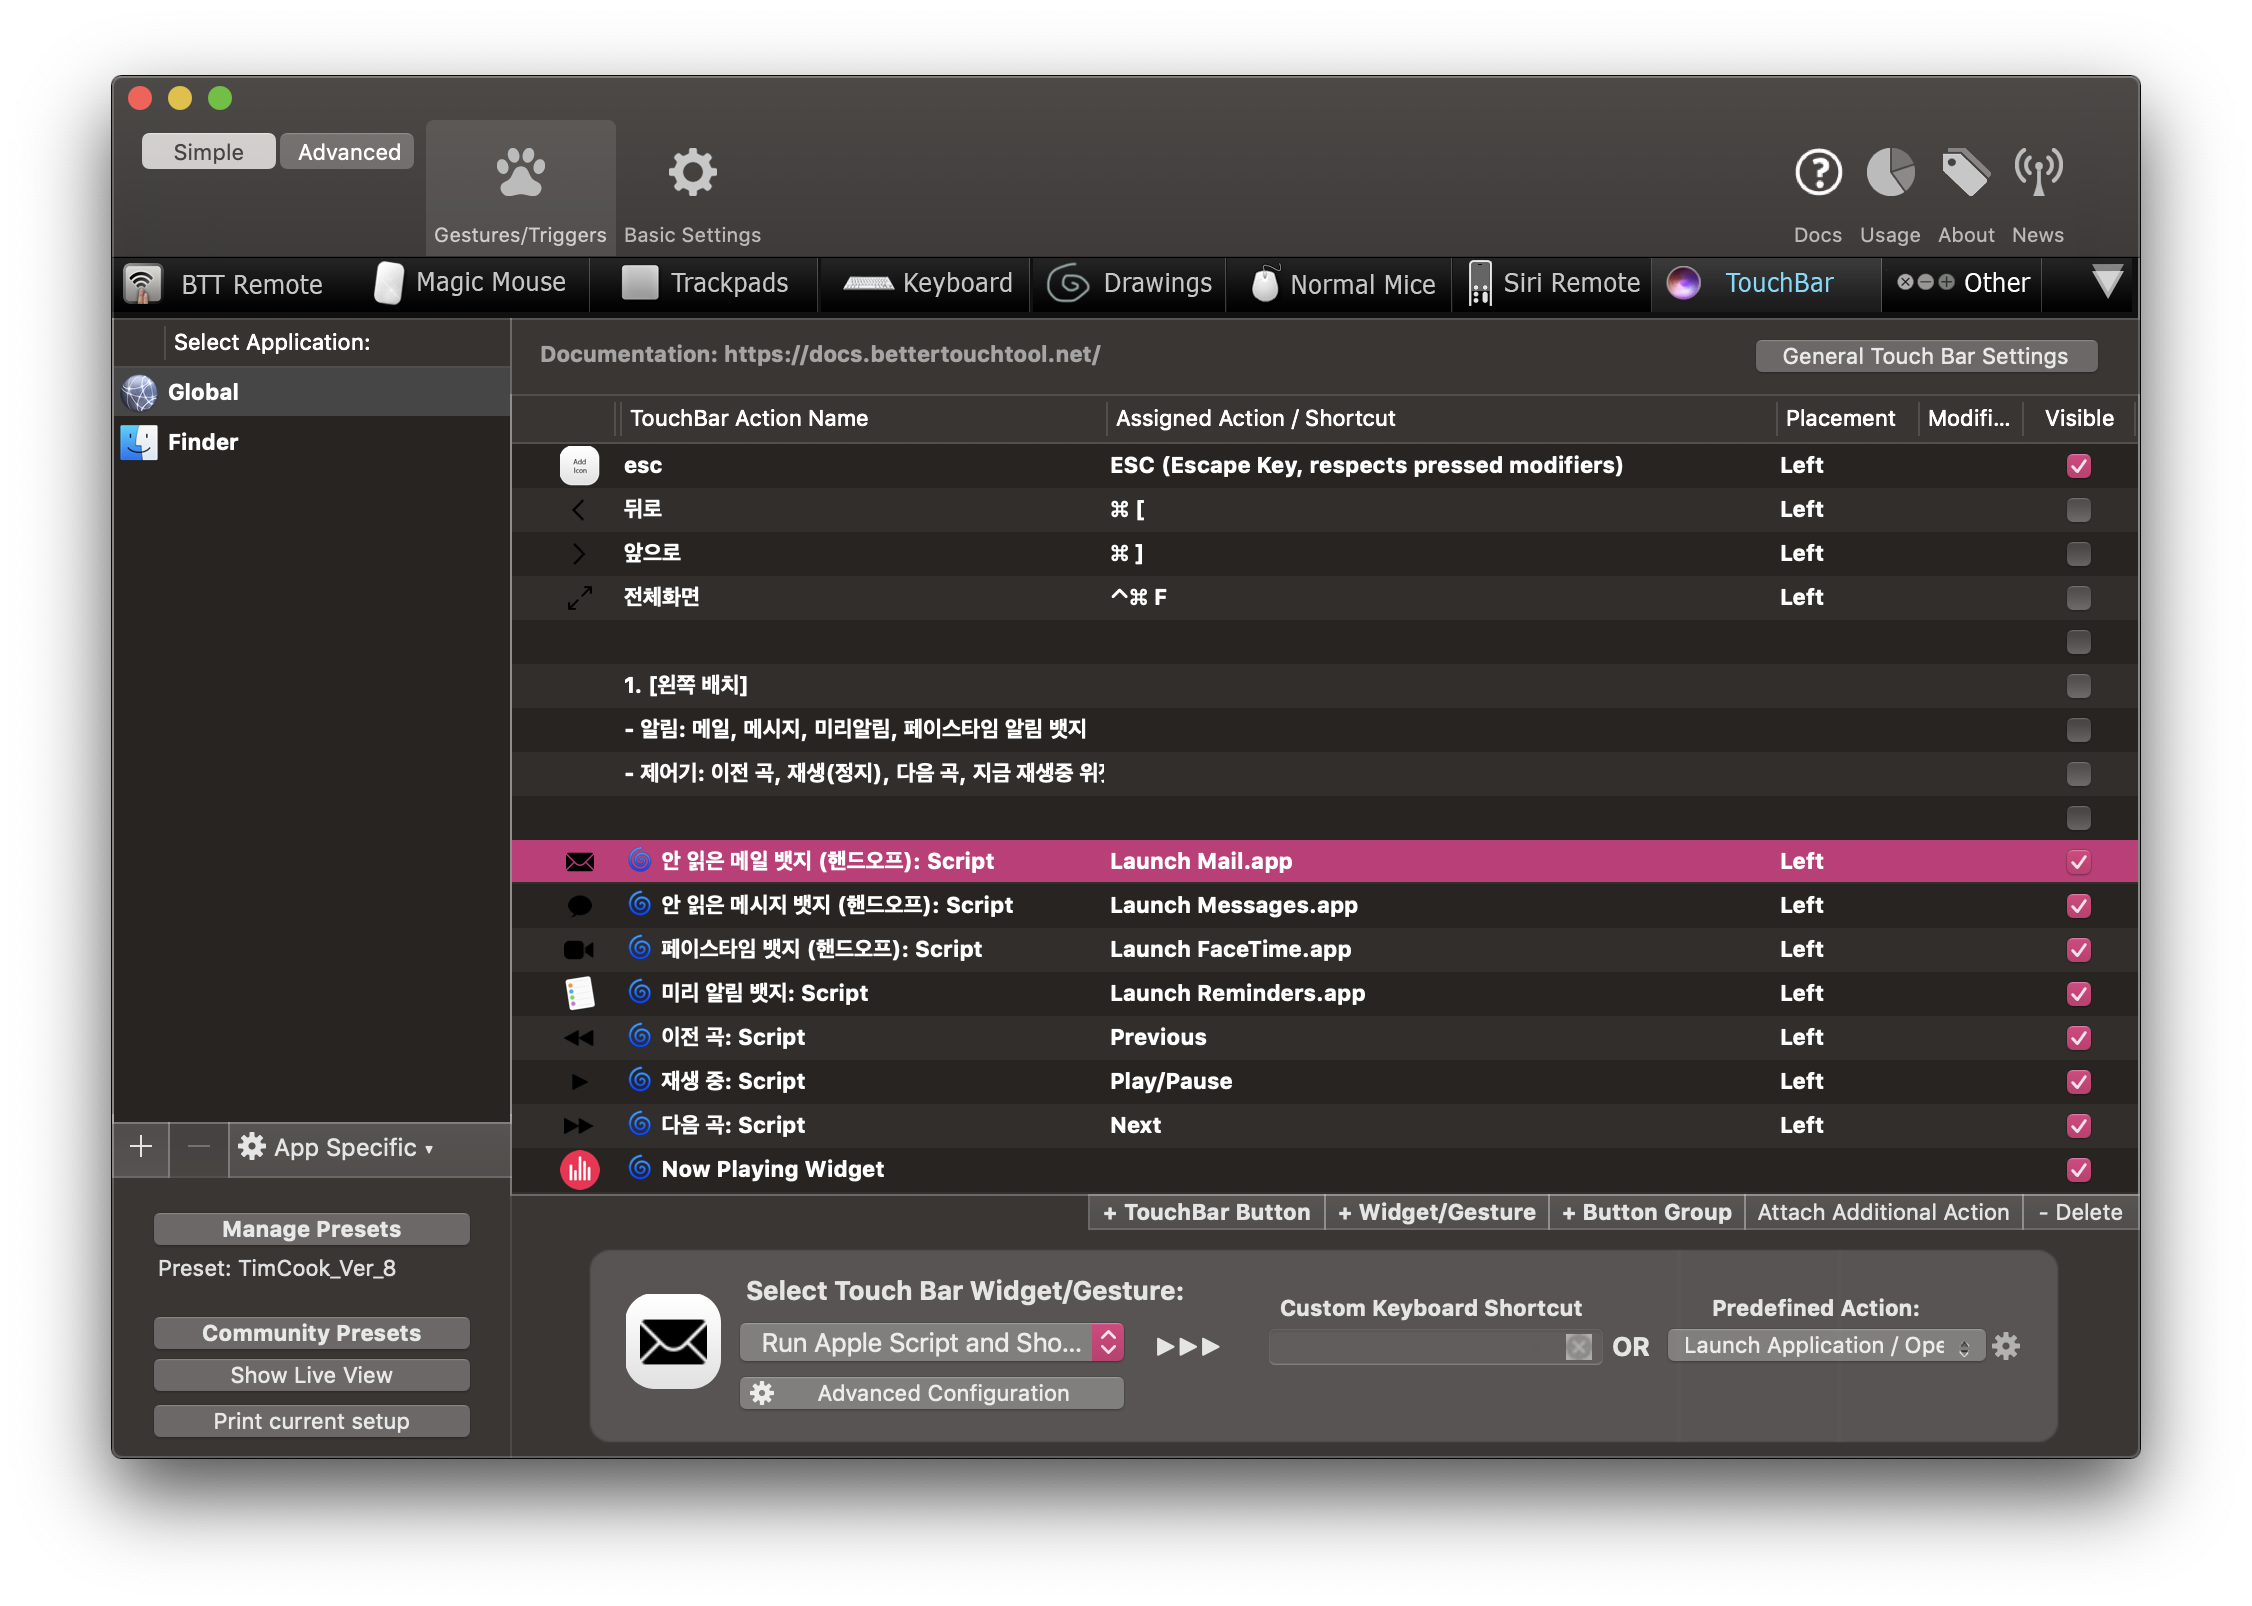 Simple
Advanced
Gestures/Triggers
Basic Settings
Docs
Usage
About
News
BTT Remote
Magic Mouse
Trackpads
Keyboard
Drawings
Normal Mice
Siri Remote
TouchBar
Other
Select Application:
Global
Finder
Documentation: https://docs.bettertouchtool.net/
General Touch Bar Settings
TouchBar Action Name
Assigned Action / Shortcut
Placement
Modifi...
Visible
Add
Icon
esc
ESC (Escape Key, respects pressed modifiers)
Left
뒤로
⌘ [
Left
앞으로
⌘ ]
Left
전체화면
^⌘ F
Left
1. [왼쪽 배치]
- 알림: 메일, 메시지, 미리알림, 페이스타임 알림 뱃지
- 제어기: 이전 곡, 재생(정지), 다음 곡, 지금 재생중
안 읽은 메일 뱃지 (핸드오프): Script
Launch Mail.app
Left
안 읽은 메시지 뱃지 (핸드오프): Script
Launch Messages.app
Left
페이스타임 뱃지 (핸드오프): Script
Launch FaceTime.app
Left
미리 알림 뱃지: Script
Launch Reminders.app
Left
이전 곡: Script
Previous
Left
재생 중: Script
Play/Pause
Left
다음 곡: Script
Next
Left
Now Playing Widget
+ TouchBar Button
+ Widget/Gesture
+ Button Group
Attach Additional Action
- Delete
App Specific
Manage Presets
Preset: TimCook_Ver_8
Community Presets
Show Live View
Print current setup
Select Touch Bar Widget/Gesture:
Run Apple Script and Sho...
Advanced Configuration
Custom Keyboard Shortcut
OR
Predefined Action:
Launch Application / Ope